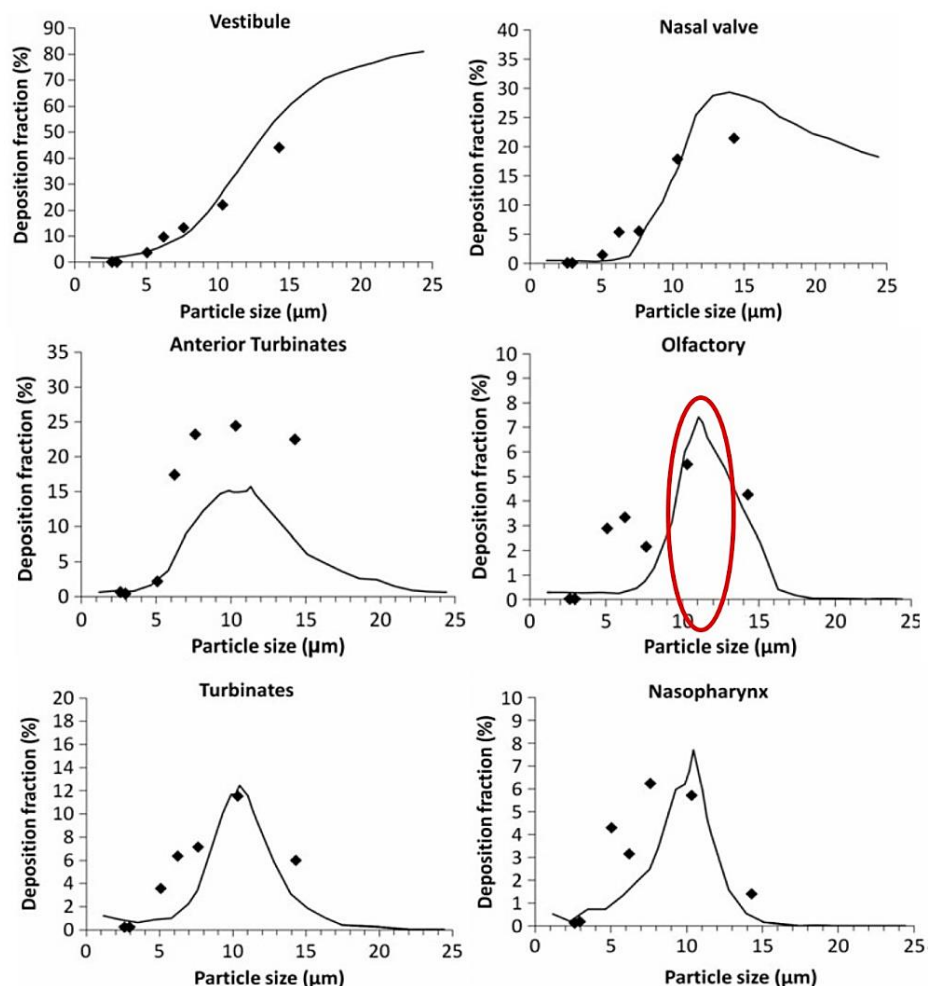 Vestibule
Deposition fraction (%)
90
80
70
60
50
40
30
20
10
0
0 5 10 15 20 25
Particle size (µm)
Nasal valve
Deposition fraction (%)
40
35
30
25
20
15
10
5
0
0 5 10 15 20 25
Particle size (µm)
Anterior Turbinates
Deposition fraction (%)
35
30
25
20
15
10
5
0
0 5 10 15 20 25
Particle size (µm)
Olfactory
Deposition fraction (%)
10
9
8
7
6
5
4
3
2
1
0
0 5 10 15 20 25
Particle size (µm)
Turbinates
Deposition fraction (%)
20
18
16
14
12
10
8
6
4
2
0
0 5 10 15 20 25
Particle size (µm)
Nasopharynx
Deposition fraction (%)
10
9
8
7
6
5
4
3
2
1
0
0 5 10 15 20 25
Particle size (µm)